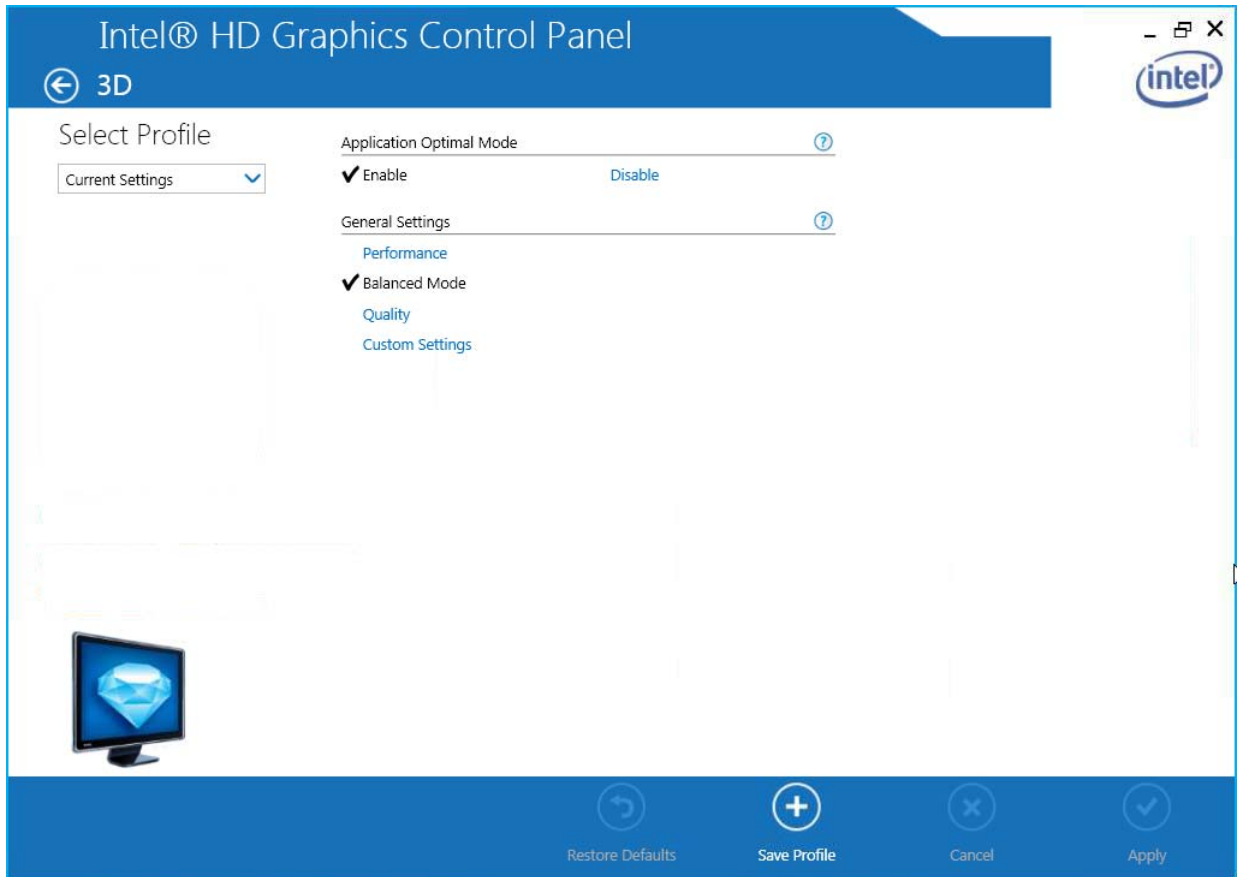 Intel® HD Graphics Control Panel
3D
intel
Select Profile
Current Settings
Application Optimal Mode
Enable Disable
General Settings
Performance
Balanced Mode
Quality
Custom Settings
Restore Defaults Save Profile Cancel Apply